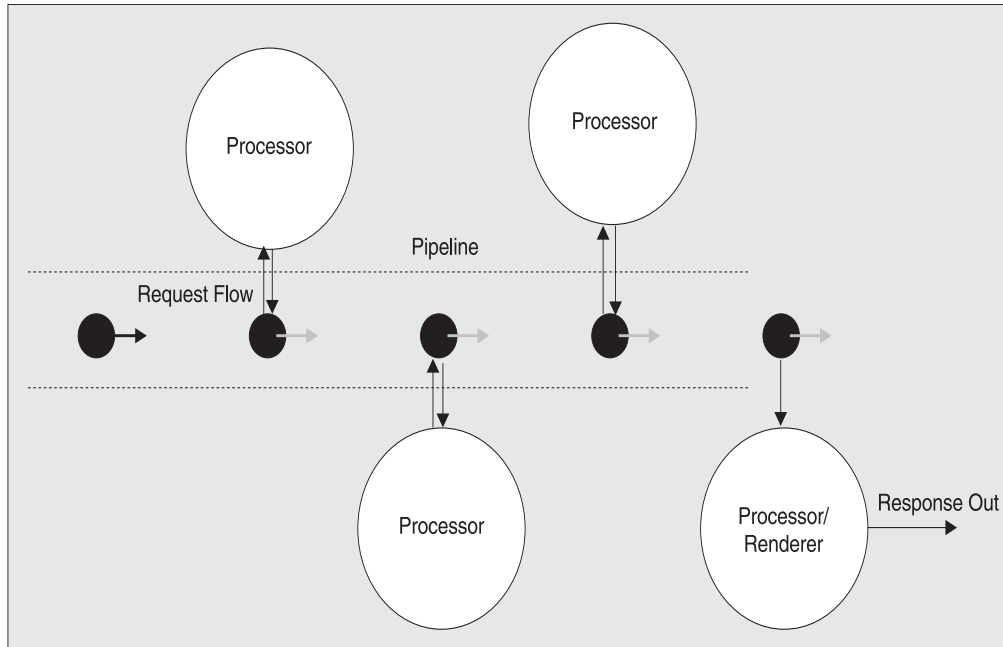 Processor
Processor
Pipeline
Request Flow
Processor
Processor/
Renderer
Response Out